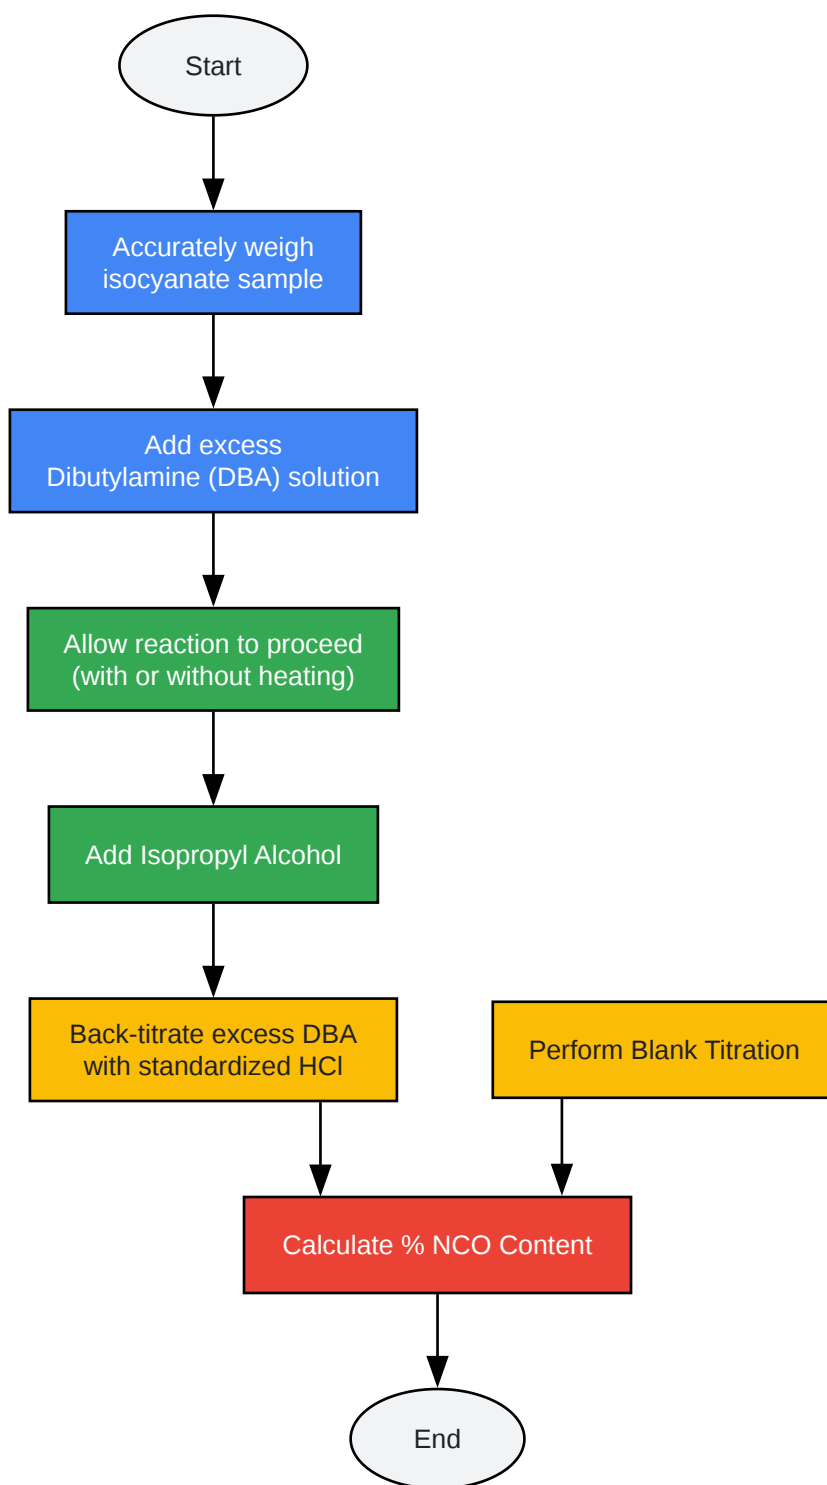 Start
Accurately weigh
isocyanate sample
Add excess
Dibutylamine (DBA) solution
Allow reaction to proceed
(with or without heating)
Add Isopropyl Alcohol
Back-titrate excess DBA
with standardized HCl
Perform Blank Titration
Calculate % NCO Content
End